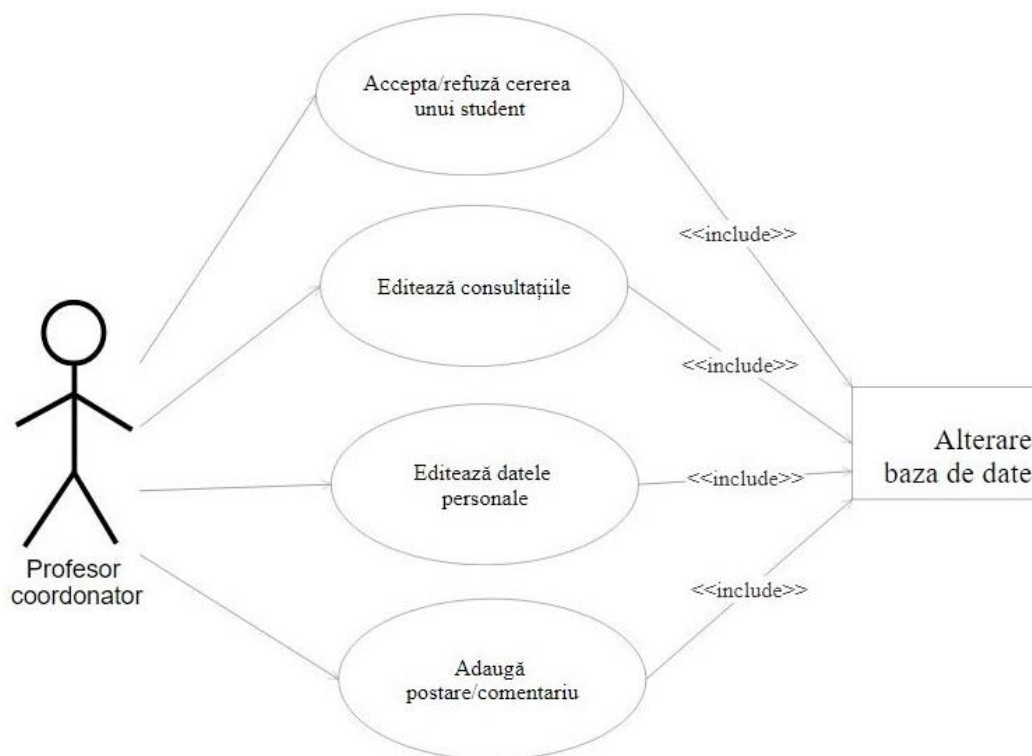 Accepta/refuză cererea
unui student
<<include>>
Editează consultațiile
<<include>>
Alterare
baza de date
Editează datele
personale
<<include>>
Profesor
coordonator
<<include>>
Adaugă
postare/comentariu